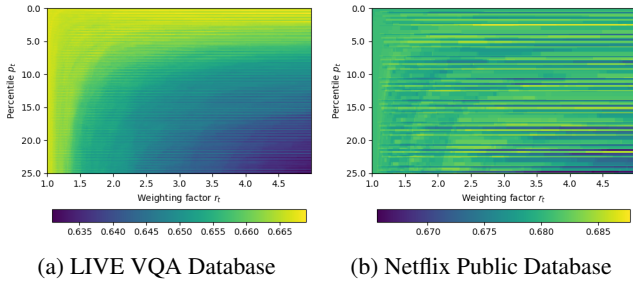 0.0
5.0
10.0
15.0
20.0
25.0
Percentile p_t
1.0 1.5 2.0 2.5 3.0 3.5 4.0 4.5
Weighting factor r_t
0.635 0.640 0.645 0.650 0.655 0.660 0.665
(a) LIVE VQA Database
0.0
5.0
10.0
15.0
20.0
25.0
Percentile p_t
1.0 1.5 2.0 2.5 3.0 3.5 4.0 4.5
Weighting factor r_t
0.670 0.675 0.680 0.685
(b) Netflix Public Database